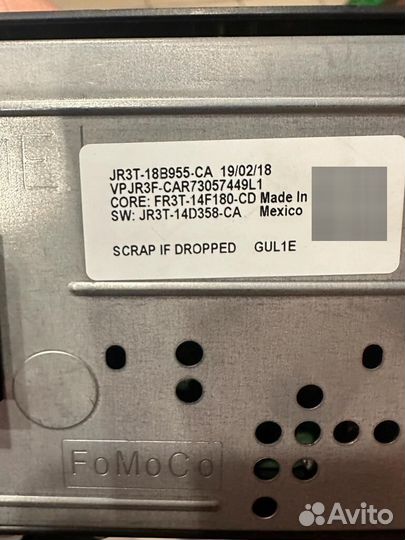 JR3T-18B955-CA 19/02/18
VPJR3F-CAR73057449L1
CORE: FR3T-14F180-CD Made In
SW: JR3T-14D358-CA Mexico
SCRAP IF DROPPED GUL1E
FoMoCo
Avito